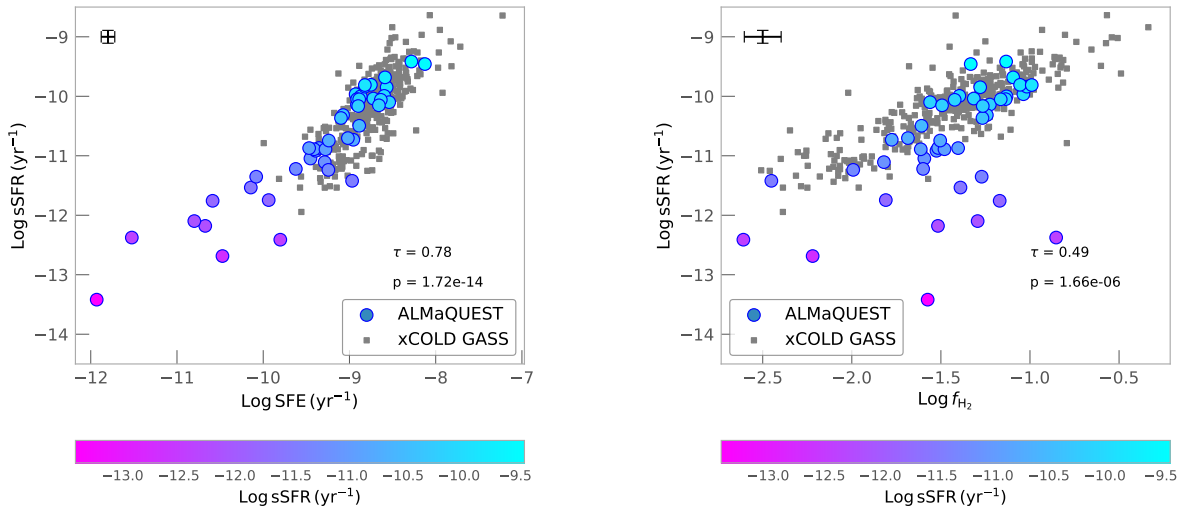 −9
−10
−11
−12
−13
−14
Log sSFR (yr⁻¹)
τ = 0.78
p = 1.72e-14
ALMaQUEST
xCOLD GASS
−12 −11 −10 −9 −8 −7
Log SFE (yr⁻¹)
−13.0 −12.5 −12.0 −11.5 −11.0 −10.5 −10.0 −9.5
Log sSFR (yr⁻¹)
−9
−10
−11
−12
−13
−14
Log sSFR (yr⁻¹)
τ = 0.49
p = 1.66e-06
ALMaQUEST
xCOLD GASS
−2.5 −2.0 −1.5 −1.0 −0.5
Log f_H₂
−13.0 −12.5 −12.0 −11.5 −11.0 −10.5 −10.0 −9.5
Log sSFR (yr⁻¹)